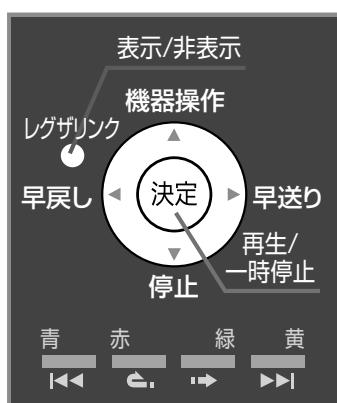 表示/非表示
機器操作
レグザリンク
早戻し
決定
早送り
再生/
一時停止
停止
青 赤 緑 黄